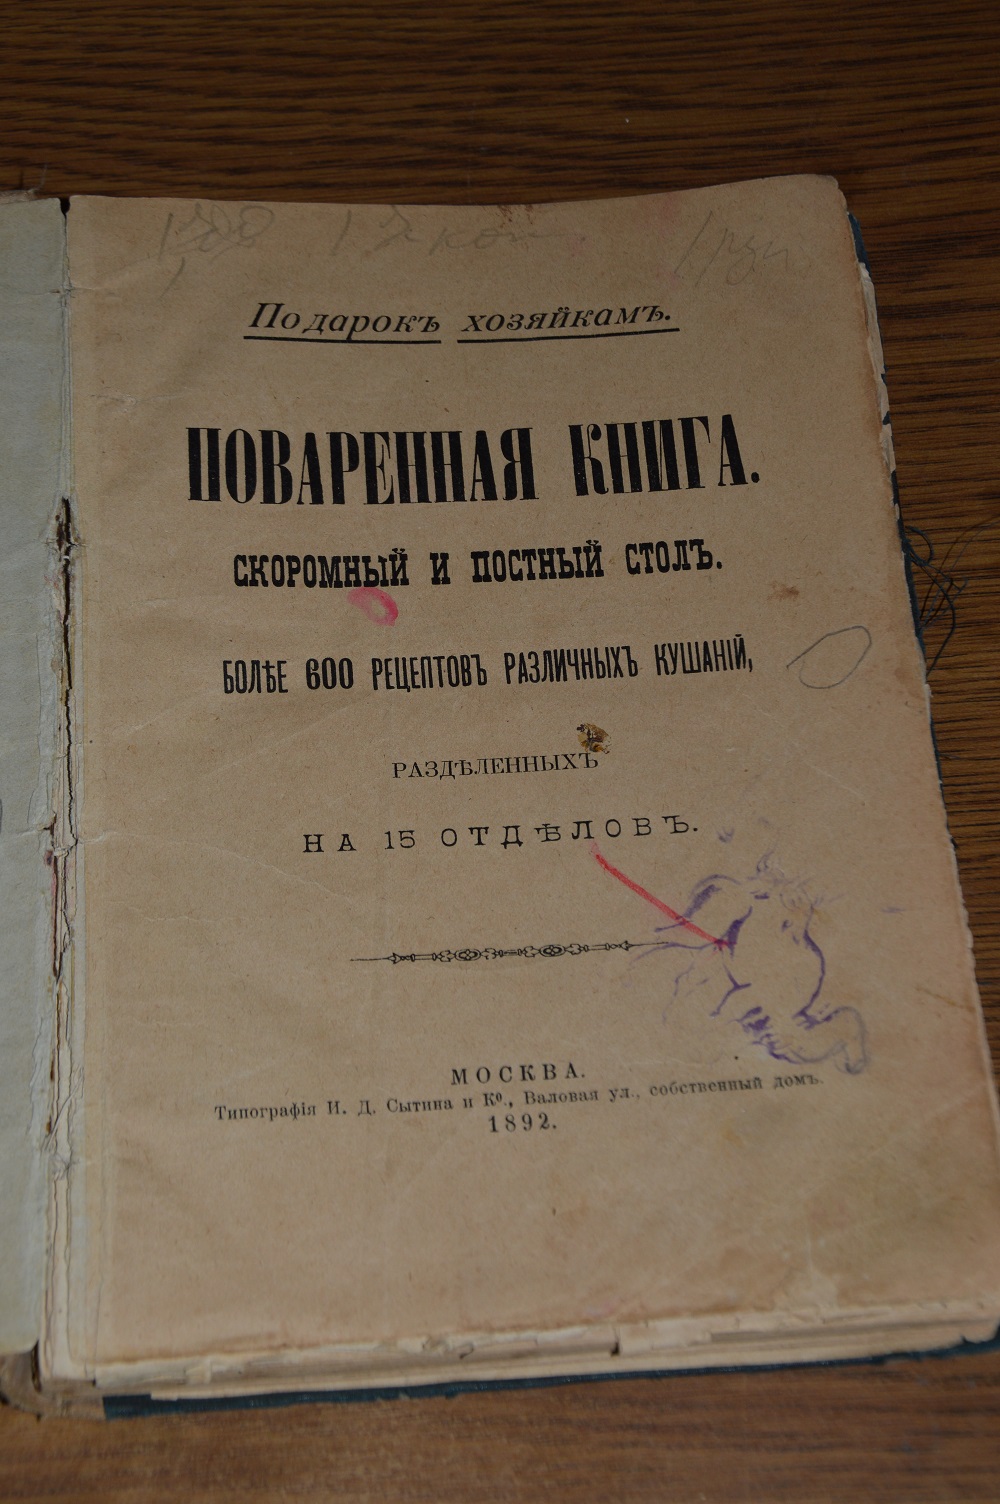 Подарокъ хозяйкамъ.
ПОВАРЕННАЯ КНИГА.
СКОРОМНЫЙ И ПОСТНЫЙ СТОЛЪ.
БОЛѢЕ 600 РЕЦЕПТОВЪ РАЗЛИЧНЫХЪ КУШАНІЙ,
РАЗДѢЛЕННЫХЪ
НА 15 ОТДѢЛОВЪ.
МОСКВА.
Типографія И. Д. Сытина и Кº., Валовая ул., собственный домъ.
1892.